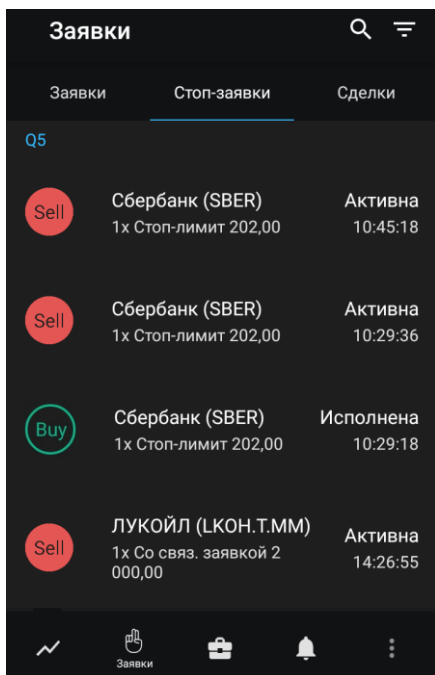 Заявки
Заявки Стоп-заявки Сделки
Q5
Sell Сбербанк (SBER) Активна
1x Стоп-лимит 202,00 10:45:18
Sell Сбербанк (SBER) Активна
1x Стоп-лимит 202,00 10:29:36
Buy Сбербанк (SBER) Исполнена
1x Стоп-лимит 202,00 10:29:18
Sell ЛУКОЙЛ (LKOH.T.MM) Активна
1x Со связ. заявкой 2 14:26:55
000,00
Заявки